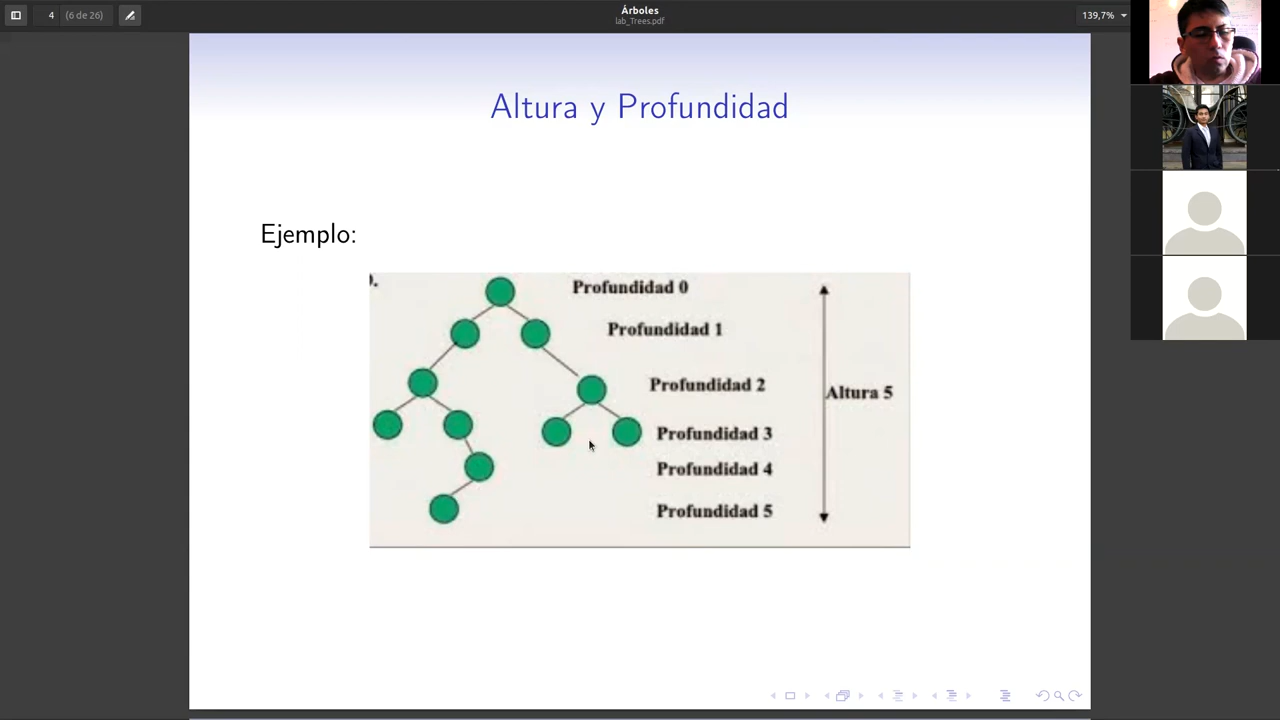 Árboles
lab_Trees.pdf
4 (6 de 26)
139,7%
Altura y Profundidad
Ejemplo:
).
Profundidad 0
Profundidad 1
Profundidad 2
Altura 5
Profundidad 3
Profundidad 4
Profundidad 5